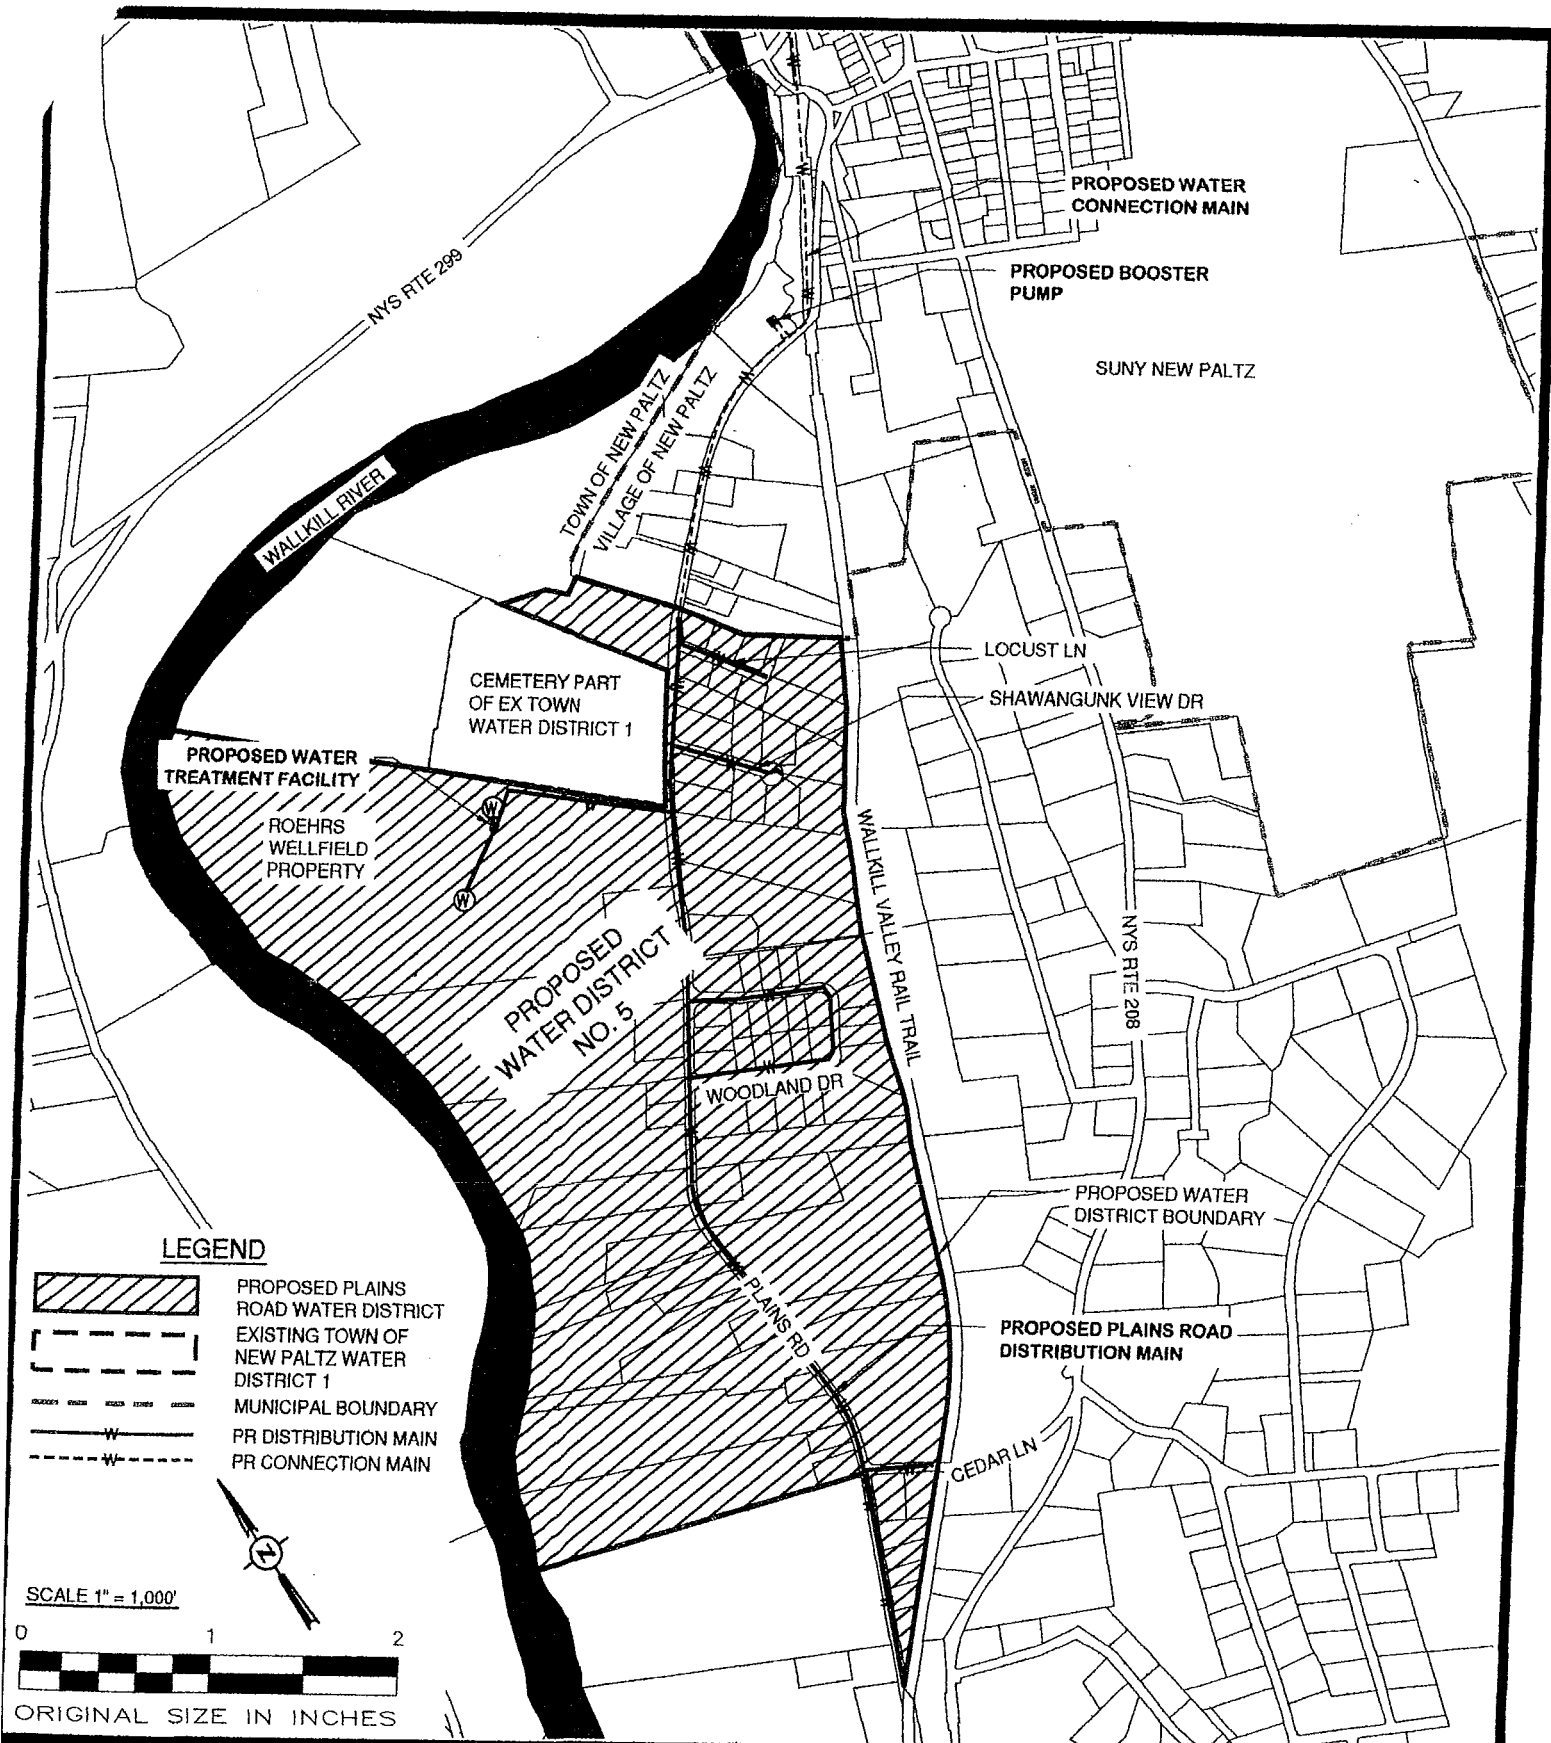 PROPOSED WATER
CONNECTION MAIN
NYS RTE 299
PROPOSED BOOSTER
PUMP
SUNY NEW PALTZ
TOWN OF NEW PALTZ
VILLAGE OF NEW PALTZ
WALLKILL RIVER
LOCUST LN
CEMETERY PART
OF EX TOWN
WATER DISTRICT 1
SHAWANGUNK VIEW DR
PROPOSED WATER
TREATMENT FACILITY
W
ROEHRS
WELLFIELD
PROPERTY
W
WALLKILL VALLEY RAIL TRAIL
NYS RTE 208
PROPOSED
WATER DISTRICT
NO. 5
WOODLAND DR
PROPOSED WATER
DISTRICT BOUNDARY
PLAINS RD
PROPOSED PLAINS ROAD
DISTRIBUTION MAIN
CEDAR LN
LEGEND
PROPOSED PLAINS
ROAD WATER DISTRICT
EXISTING TOWN OF
NEW PALTZ WATER
DISTRICT 1
MUNICIPAL BOUNDARY
W PR DISTRIBUTION MAIN
W PR CONNECTION MAIN
Z
SCALE 1" = 1,000'
0 1 2
ORIGINAL SIZE IN INCHES